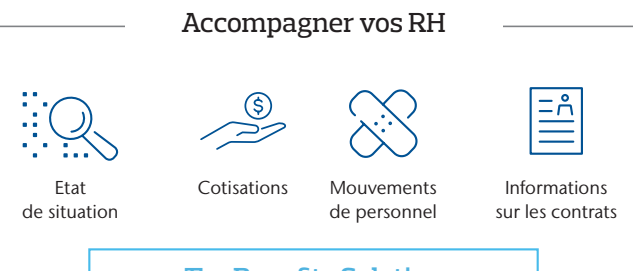 Accompagner vos RH
Etat
de situation
Cotisations
Mouvements
de personnel
Informations
sur les contrats